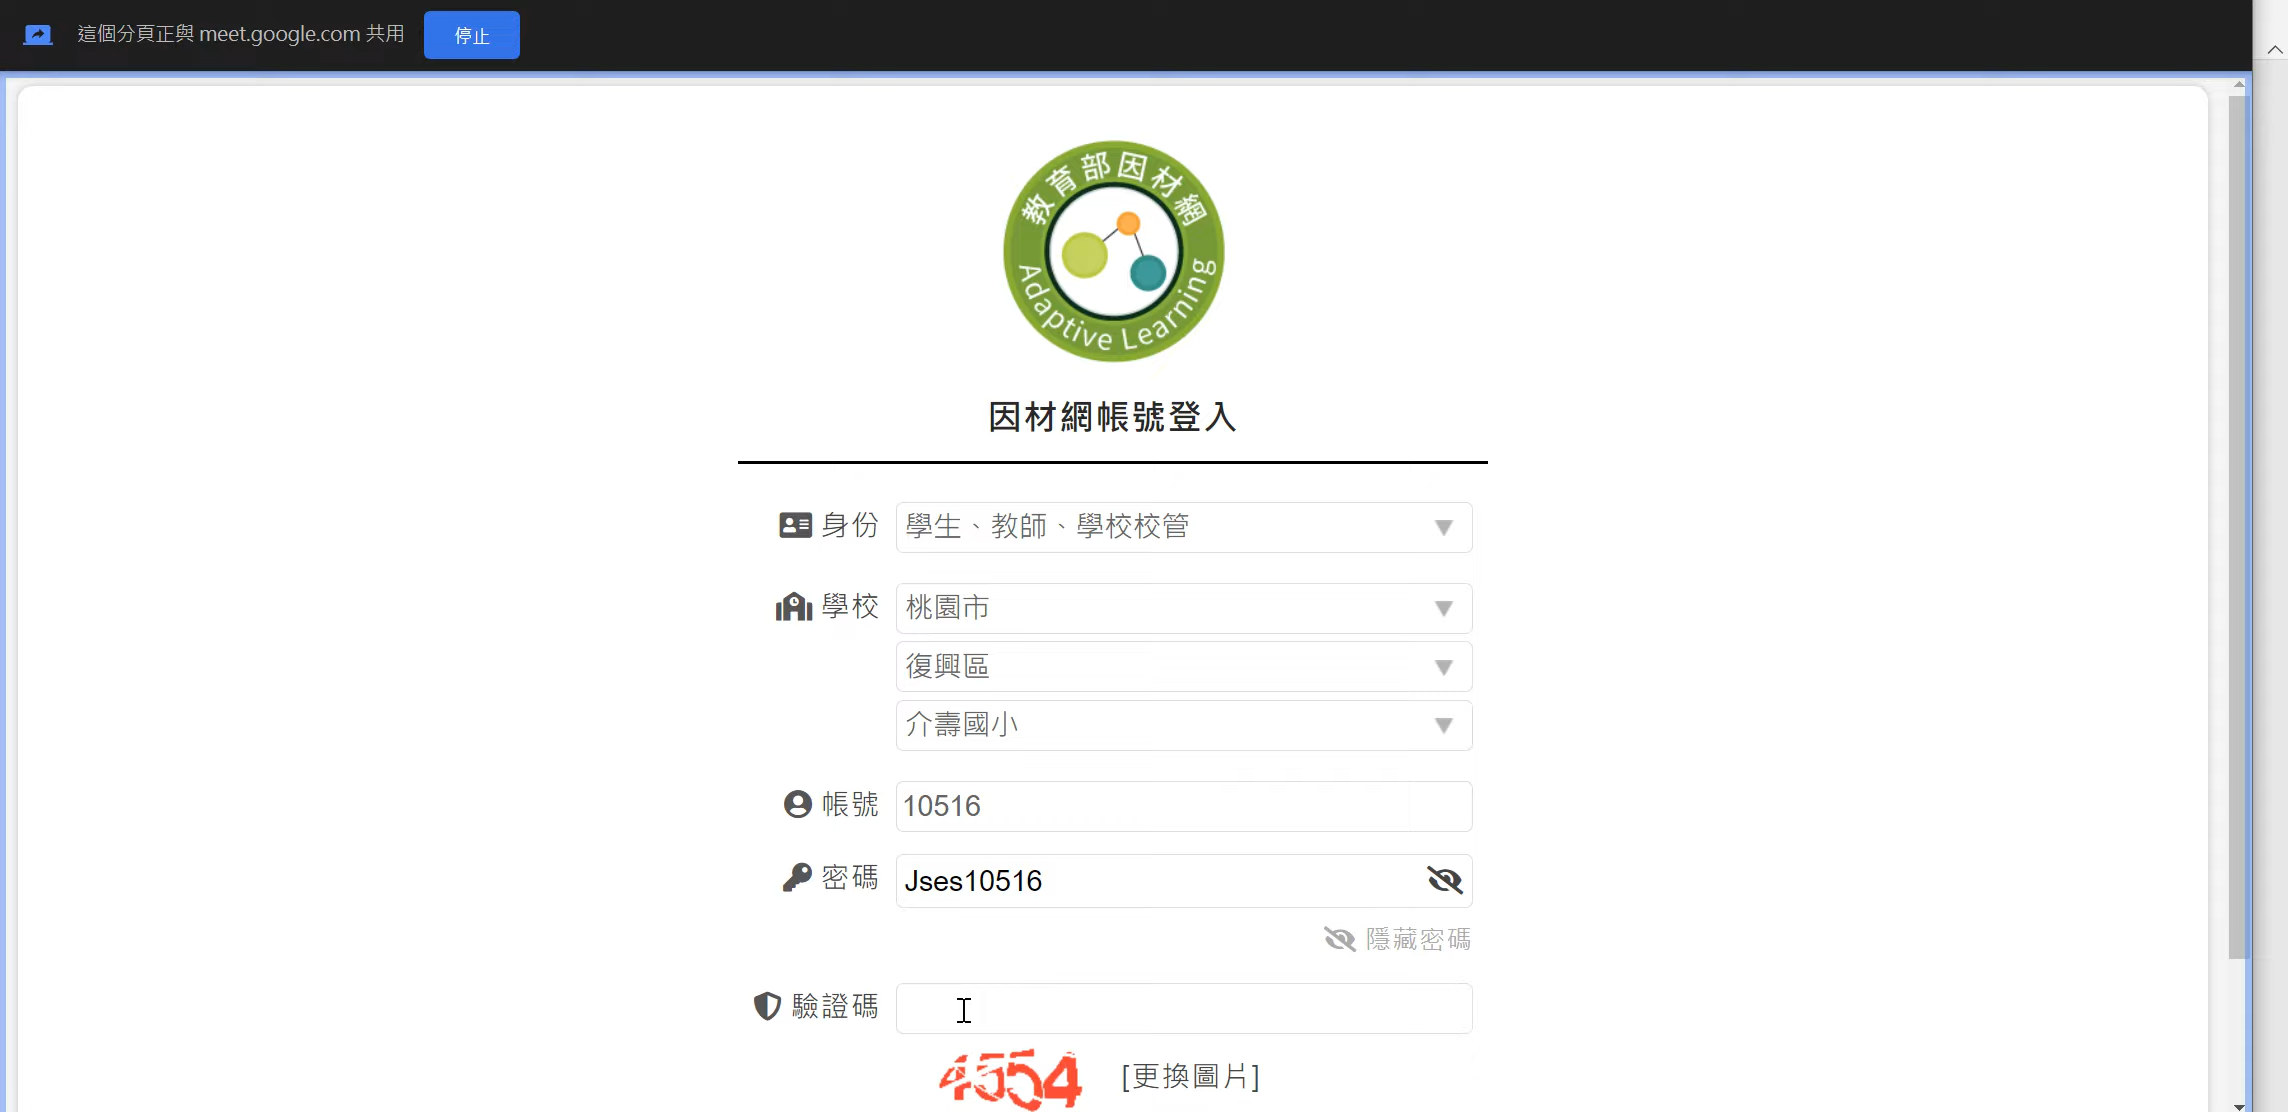 這個分頁正與 meet.google.com 共用
停止
教育部因材網
Adaptive Learning
因材網帳號登入
身份
學生、教師、學校校管
學校
桃園市
復興區
介壽國小
帳號
10516
密碼
Jses10516
隱藏密碼
驗證碼
4554
[更換圖片]